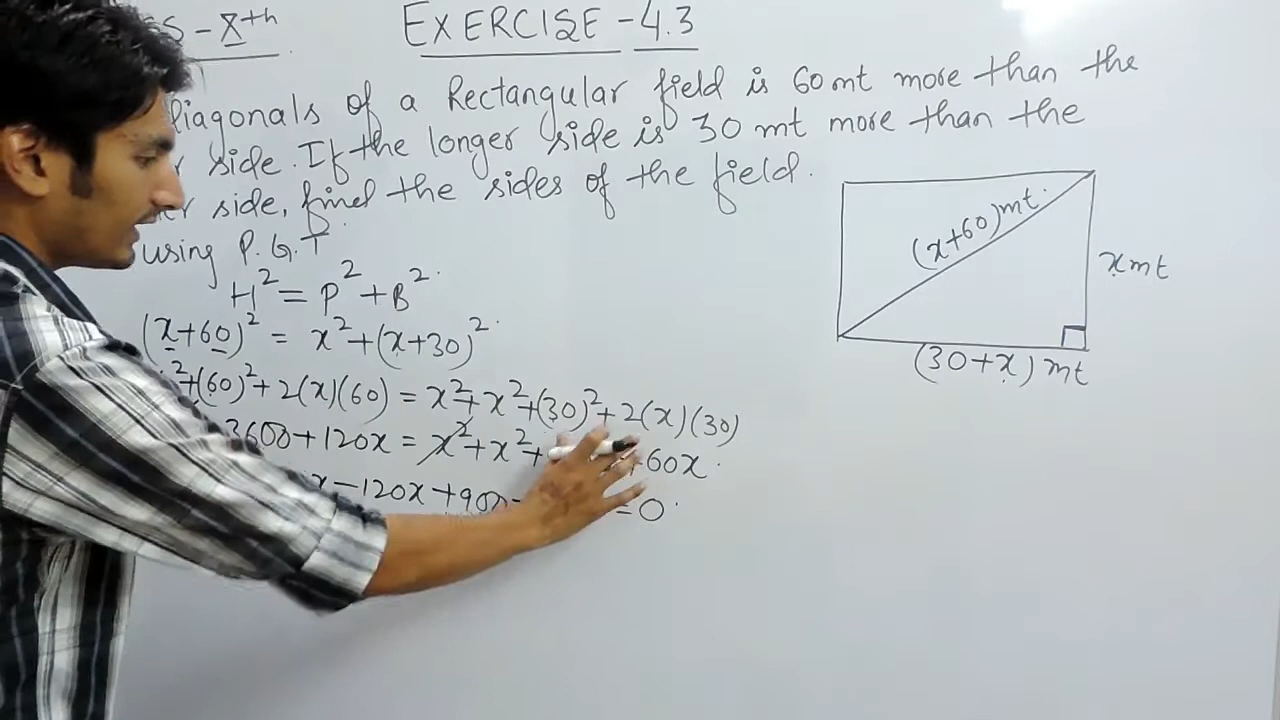 S - 8th
EXERCISE - 4.3
Diagonals of a Rectangular field is 60 mt more than the
side. If the longer side is 30 mt more than the
side, find the sides of the field.
using P.G.T
H² = P² + B²
(x+60)² = x² + (x+30)²
² + (60)² + 2(x)(60) = x² + x² + (30)² + 2(x)(30)
3600 + 120x = x² + x² + + 60x
x - 120x + 900 - = 0
(x+60) mt
x mt
(30+x) mt